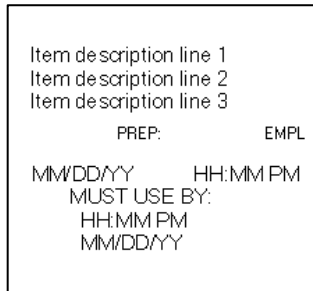 Item description line 1
Item description line 2
Item description line 3
PREP: EMPL
MM/DD/YY HH:MM PM
MUST USE BY:
HH:MM PM
MM/DD/YY